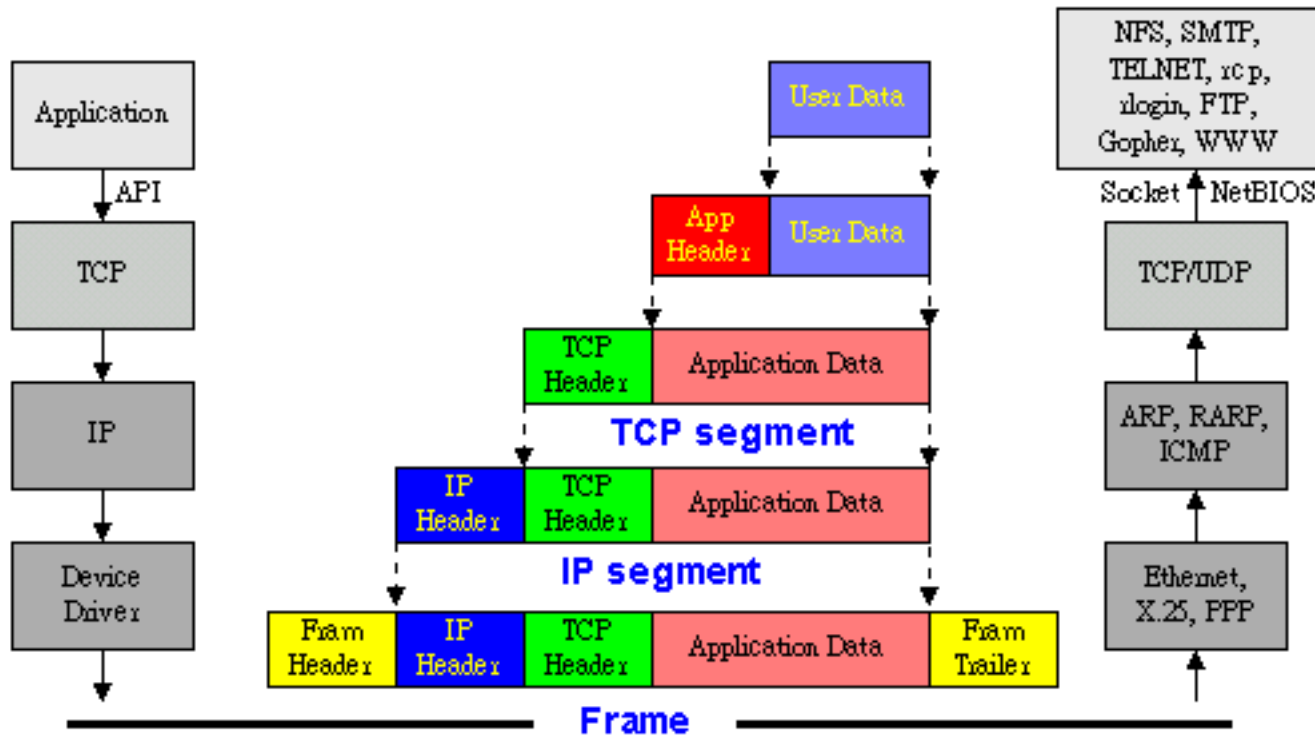 Application
API
TCP
IP
Device
Driver
User Data
App
Header
User Data
TCP
Header
Application Data
TCP segment
IP
Header
TCP
Header
Application Data
IP segment
Fram
Header
IP
Header
TCP
Header
Application Data
Fram
Trailer
Frame
NFS, SMTP,
TELNET, rcp,
rlogin, FTP,
Gopher, WWW
Socket NetBIOS
TCP/UDP
ARP, RARP,
ICMP
Ethernet,
X.25, PPP